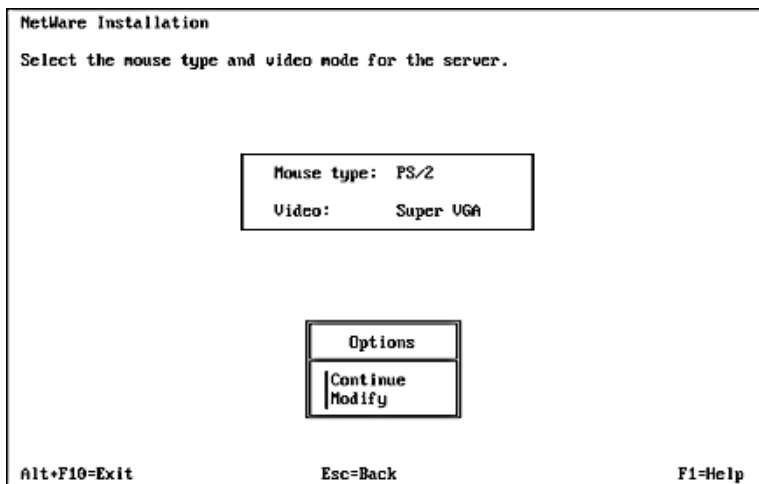 NetWare Installation
Select the mouse type and video mode for the server.
Mouse type: PS/2
Video: Super VGA
Options
Continue
Modify
Alt+F10=Exit Esc=Back F1=Help